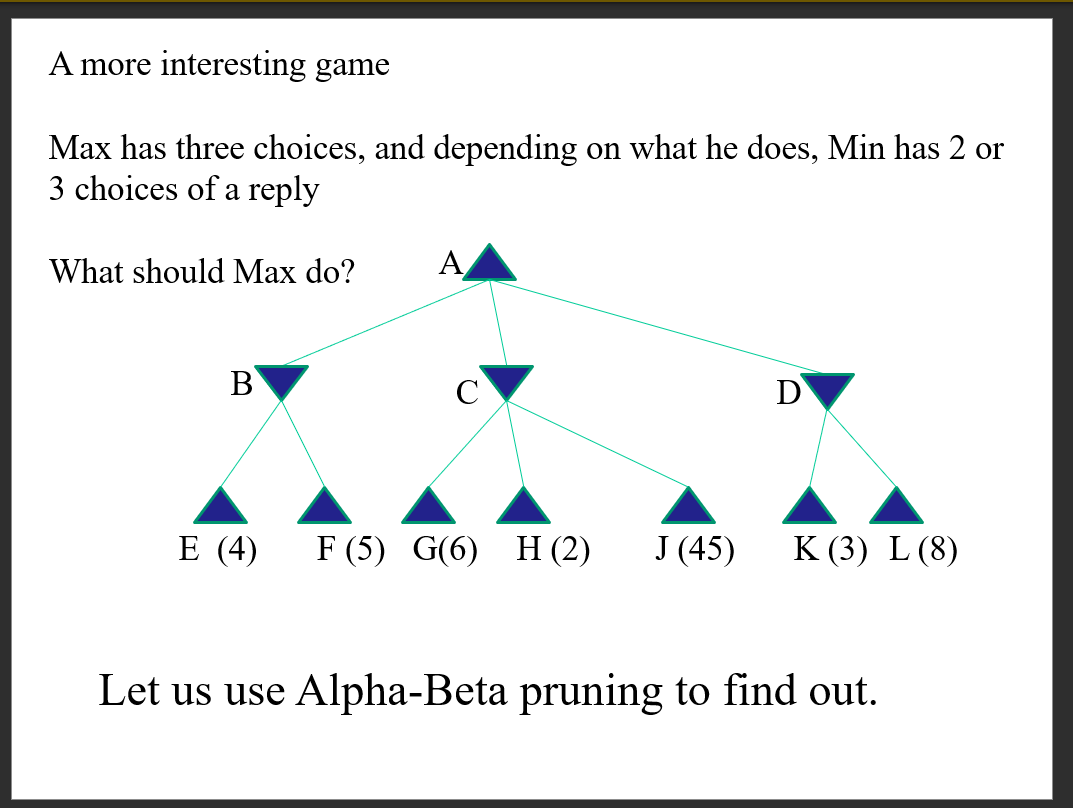 A more interesting game
Max has three choices, and depending on what he does, Min has 2 or
3 choices of a reply
What should Max do?
A
B
C
D
E (4)
F (5)
G(6)
H (2)
J (45)
K (3)
L (8)
Let us use Alpha-Beta pruning to find out.